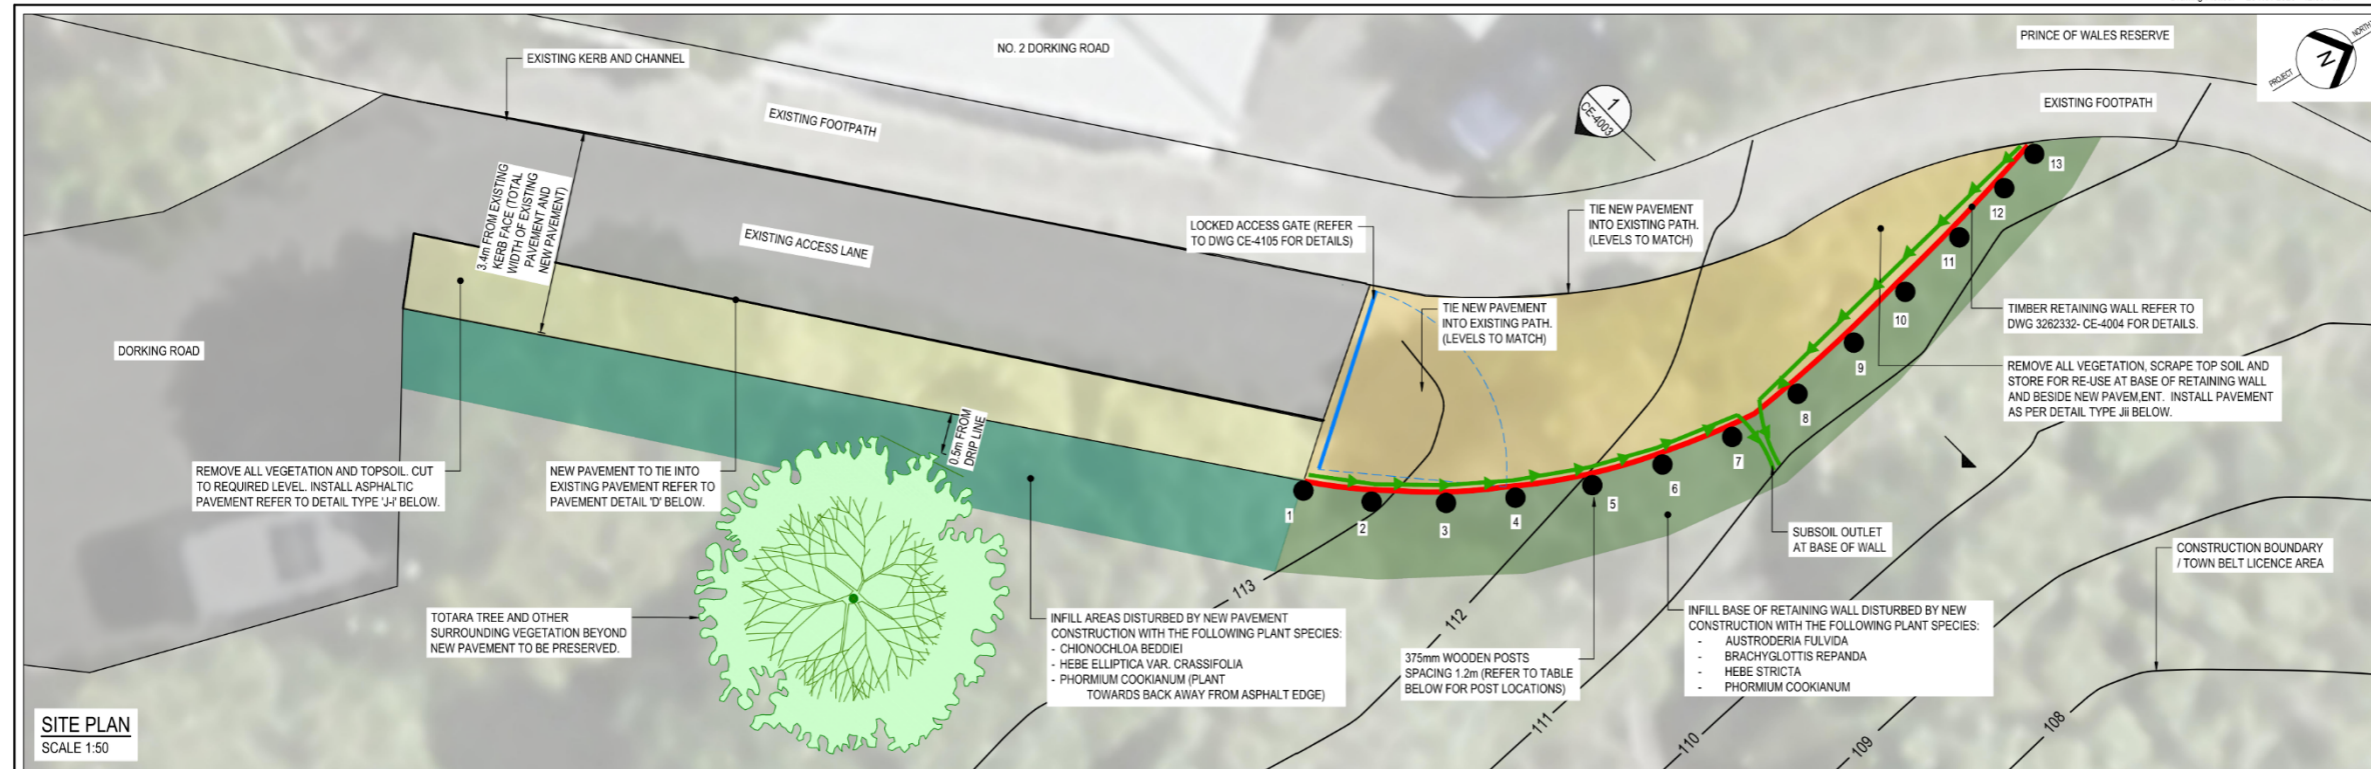 EXISTING KERB AND CHANNEL
NO. 2 DORKING ROAD
PRINCE OF WALES RESERVE
PROJECT
N
NORTH
EXISTING FOOTPATH
1
CE-4003
EXISTING FOOTPATH
3.4m FROM EXISTING
KERB FACE (TOTAL
WIDTH OF EXISTING
PAVEMENT AND
NEW PAVEMENT)
EXISTING ACCESS LANE
LOCKED ACCESS GATE (REFER
TO DWG CE-4105 FOR DETAILS)
TIE NEW PAVEMENT
INTO EXISTING PATH.
(LEVELS TO MATCH)
13
12
11
10
9
8
7
6
5
4
3
2
1
TIE NEW PAVEMENT
INTO EXISTING PATH.
(LEVELS TO MATCH)
TIMBER RETAINING WALL REFER TO
DWG 3262332- CE-4004 FOR DETAILS.
DORKING ROAD
REMOVE ALL VEGETATION, SCRAPE TOP SOIL AND
STORE FOR RE-USE AT BASE OF RETAINING WALL
AND BESIDE NEW PAVEM,ENT. INSTALL PAVEMENT
AS PER DETAIL TYPE Jii BELOW.
0.5m FROM
DRIP LINE
REMOVE ALL VEGETATION AND TOPSOIL. CUT
TO REQUIRED LEVEL. INSTALL ASPHALTIC
PAVEMENT REFER TO DETAIL TYPE 'J-i' BELOW.
NEW PAVEMENT TO TIE INTO
EXISTING PAVEMENT REFER TO
PAVEMENT DETAIL 'D' BELOW.
SUBSOIL OUTLET
AT BASE OF WALL
CONSTRUCTION BOUNDARY
/ TOWN BELT LICENCE AREA
TOTARA TREE AND OTHER
SURROUNDING VEGETATION BEYOND
NEW PAVEMENT TO BE PRESERVED.
INFILL AREAS DISTURBED BY NEW PAVEMENT
CONSTRUCTION WITH THE FOLLOWING PLANT SPECIES:
- CHIONOCHLOA BEDDIEI
- HEBE ELLIPTICA VAR. CRASSIFOLIA
- PHORMIUM COOKIANUM (PLANT
TOWARDS BACK AWAY FROM ASPHALT EDGE)
375mm WOODEN POSTS
SPACING 1.2m (REFER TO TABLE
BELOW FOR POST LOCATIONS)
INFILL BASE OF RETAINING WALL DISTURBED BY NEW
CONSTRUCTION WITH THE FOLLOWING PLANT SPECIES:
- AUSTRODERIA FULVIDA
- BRACHYGLOTTIS REPANDA
- HEBE STRICTA
- PHORMIUM COOKIANUM
113
112
111
110
109
108
SITE PLAN
SCALE 1:50